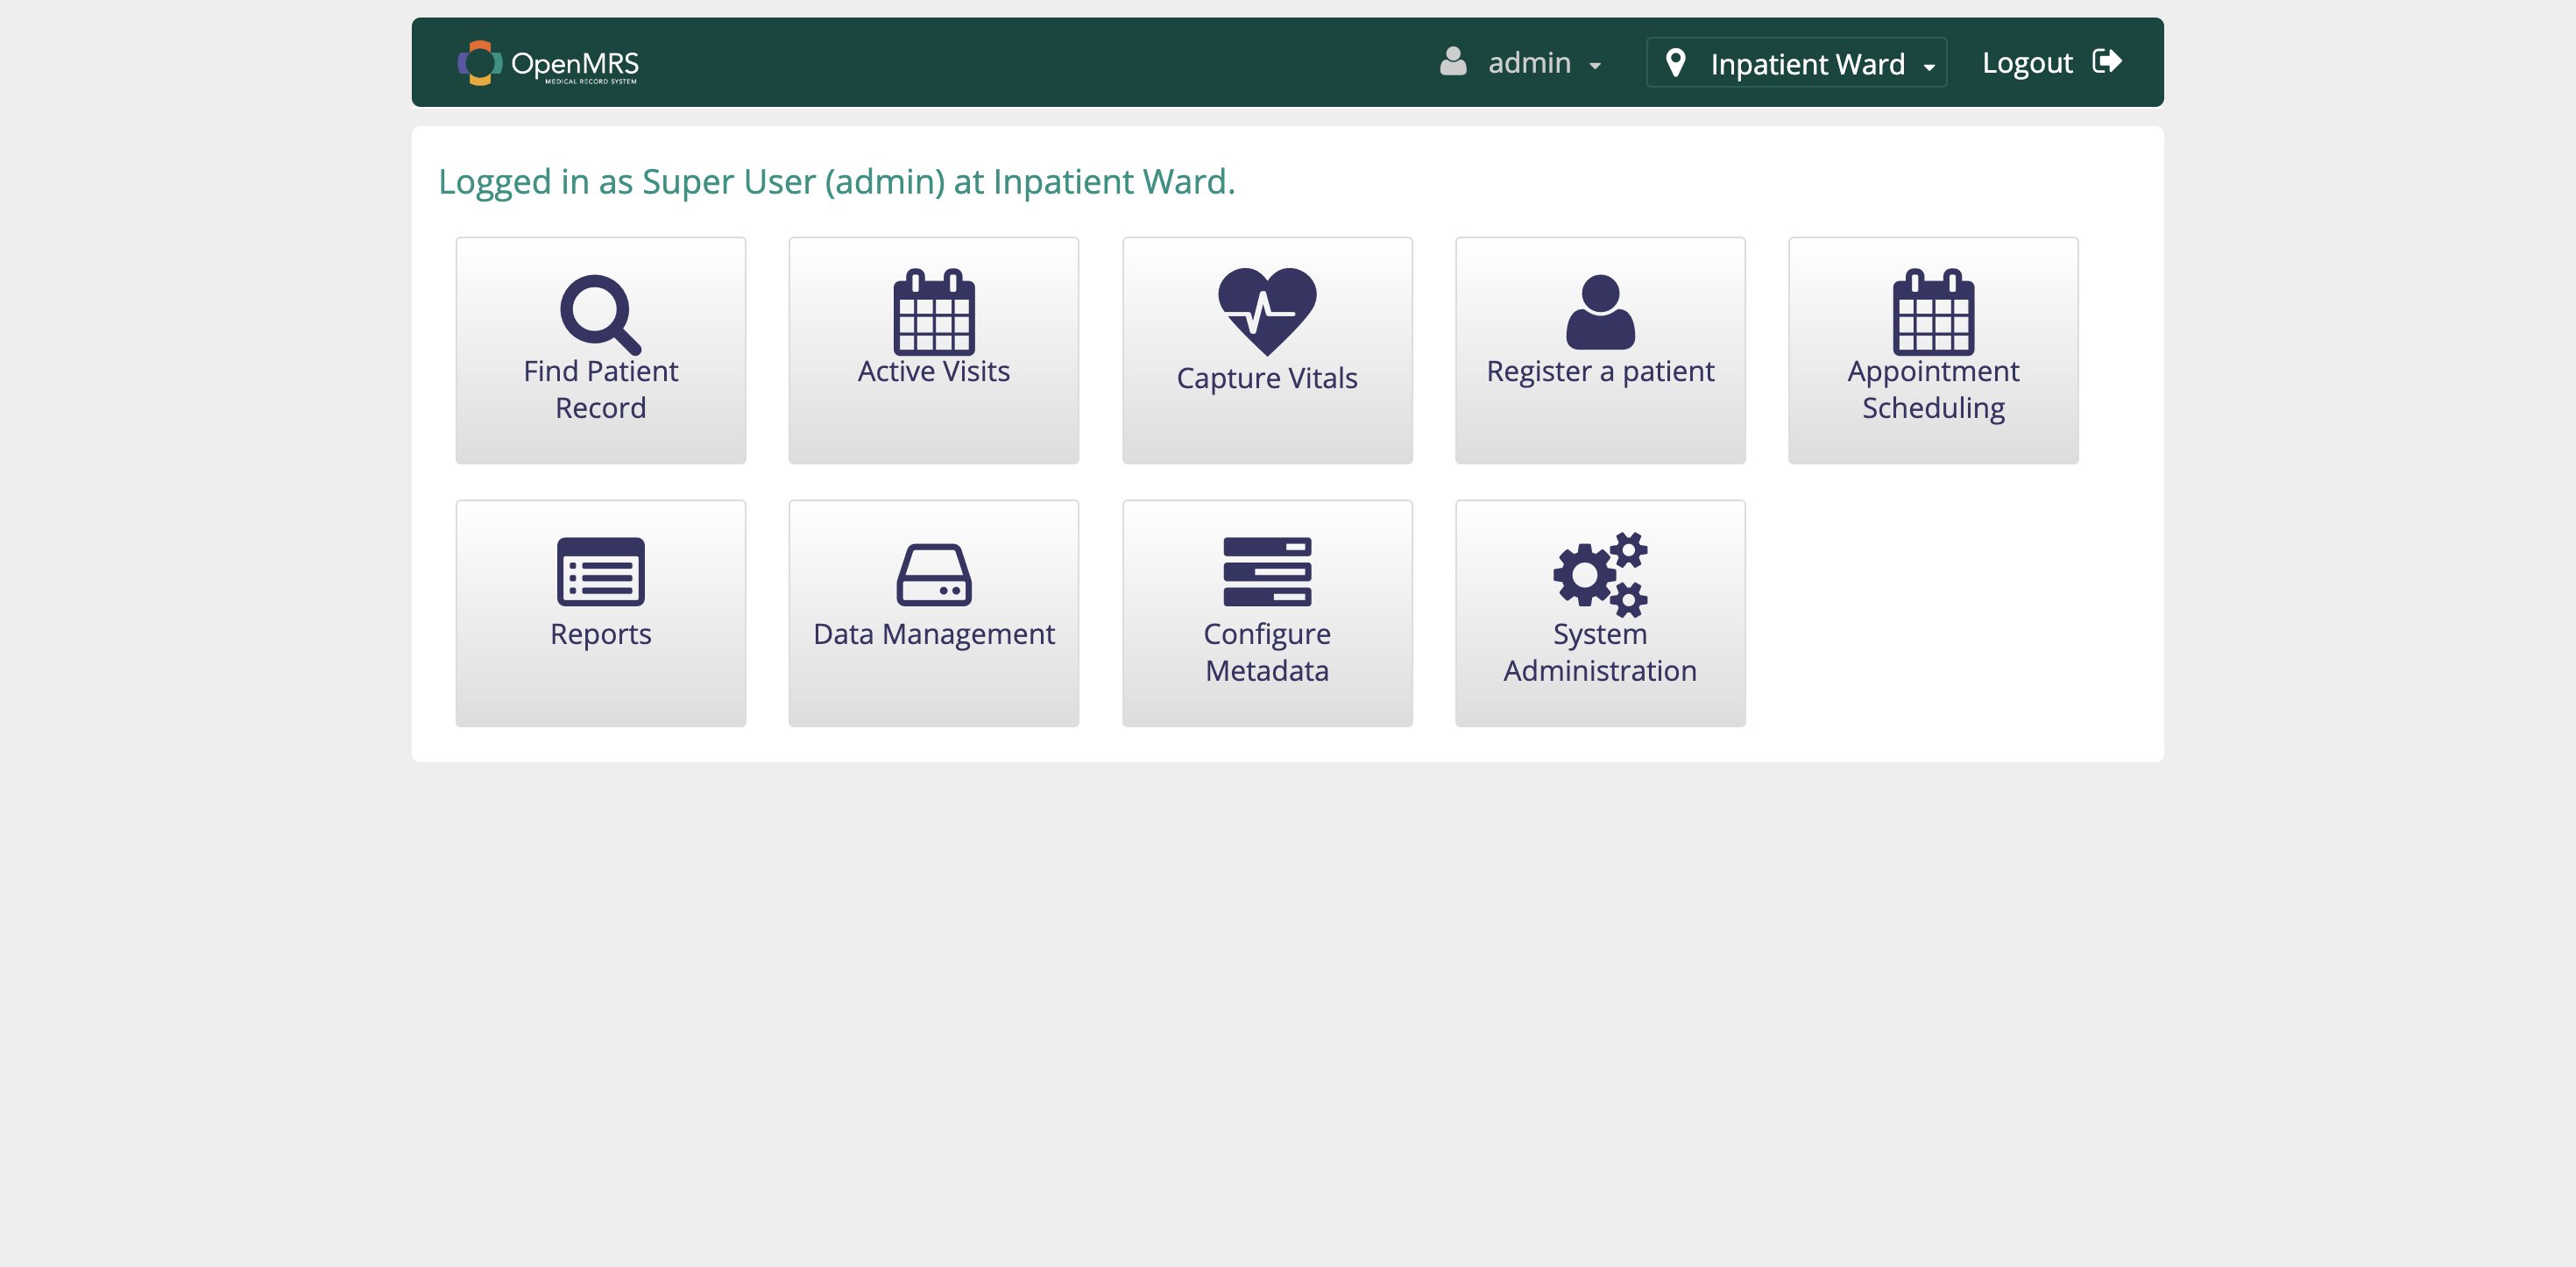 OpenMRS
MEDICAL RECORD SYSTEM
admin
Inpatient Ward
Logout
Logged in as Super User (admin) at Inpatient Ward.
Find Patient
Record
Active Visits
Capture Vitals
Register a patient
Appointment
Scheduling
Reports
Data Management
Configure
Metadata
System
Administration